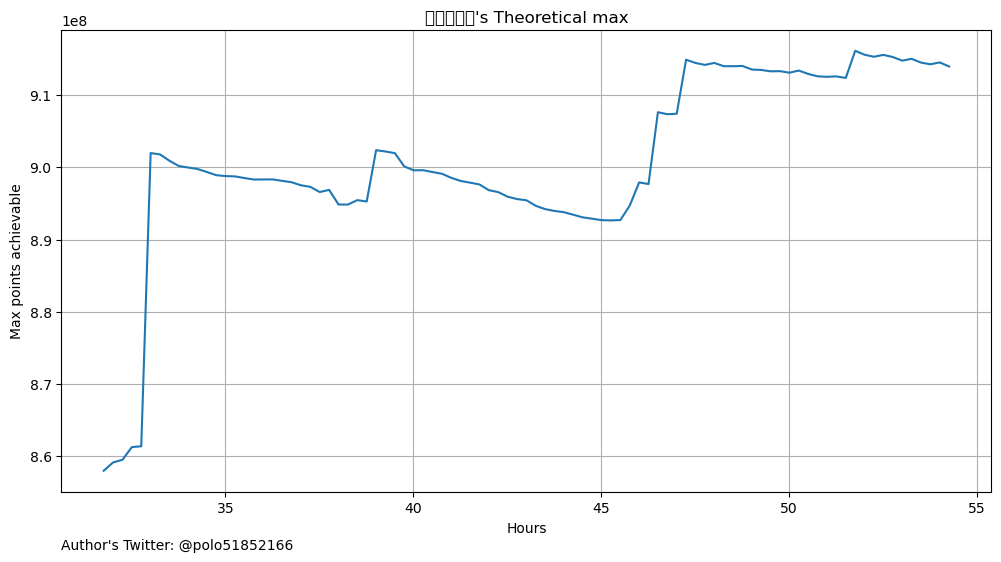 's Theoretical max
1e8
Max points achievable
9.1
9.0
8.9
8.8
8.7
8.6
35
40
45
50
55
Hours
Author's Twitter: @polo51852166